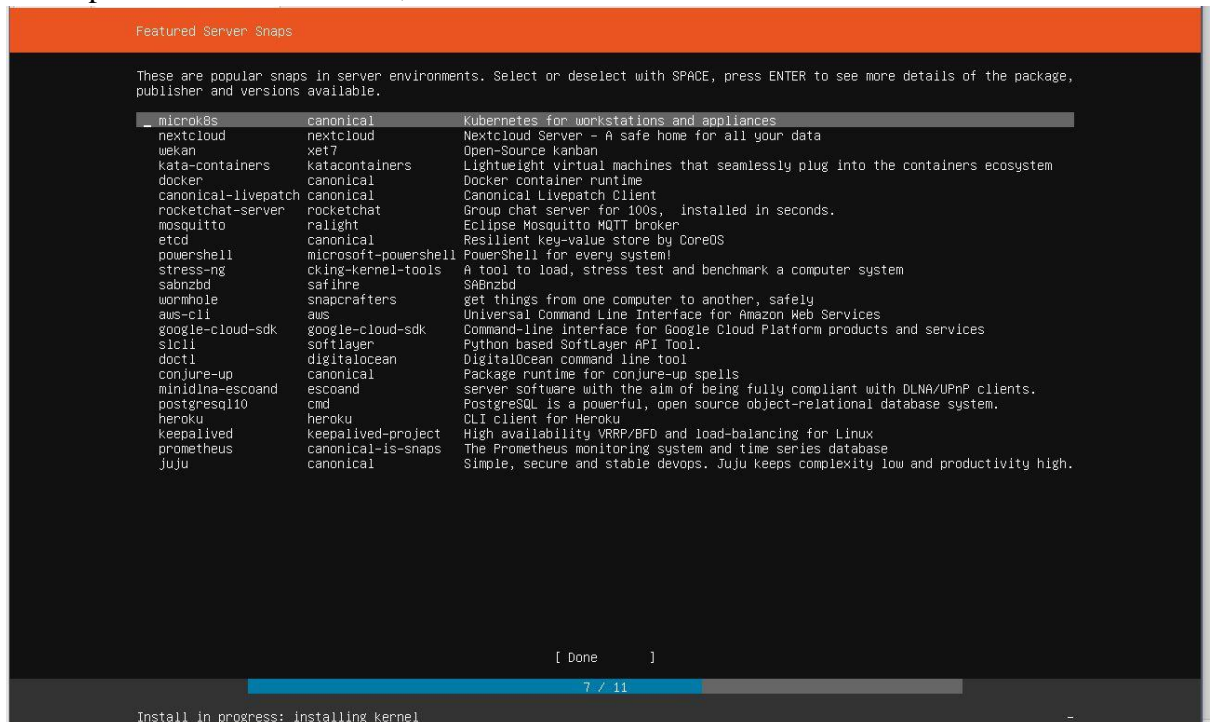 Featured Server Snaps
These are popular snaps in server environments. Select or deselect with SPACE, press ENTER to see more details of the package,
publisher and versions available.
_ microk8s canonical Kubernetes for workstations and appliances
nextcloud nextcloud Nextcloud Server – A safe home for all your data
wekan xet7 Open-Source kanban
kata-containers katacontainers Lightweight virtual machines that seamlessly plug into the containers ecosystem
docker canonical Docker container runtime
canonical-livepatch canonical Canonical Livepatch Client
rocketchat-server rocketchat Group chat server for 100s, installed in seconds.
mosquitto ralight Eclipse Mosquitto MQTT broker
etcd canonical Resilient key-value store by CoreOS
powershell microsoft-powershell PowerShell for every system!
stress-ng cking-kernel-tools A tool to load, stress test and benchmark a computer system
sabnzbd safihre SABnzbd
wormhole snapcrafters get things from one computer to another, safely
aws-cli aws Universal Command Line Interface for Amazon Web Services
google-cloud-sdk google-cloud-sdk Command-line interface for Google Cloud Platform products and services
slcli softlayer Python based SoftLayer API Tool.
doctl digitalocean DigitalOcean command line tool
conjure-up canonical Package runtime for conjure-up spells
minidlna-escoand escoand server software with the aim of being fully compliant with DLNA/UPnP clients.
postgresql10 cmd PostgreSQL is a powerful, open source object-relational database system.
heroku heroku CLI client for Heroku
keepalived keepalived-project High availability VRRP/BFD and load-balancing for Linux
prometheus canonical-is-snaps The Prometheus monitoring system and time series database
juju canonical Simple, secure and stable devops. Juju keeps complexity low and productivity high.
[ Done ]
7 / 11
Install in progress: installing kernel -